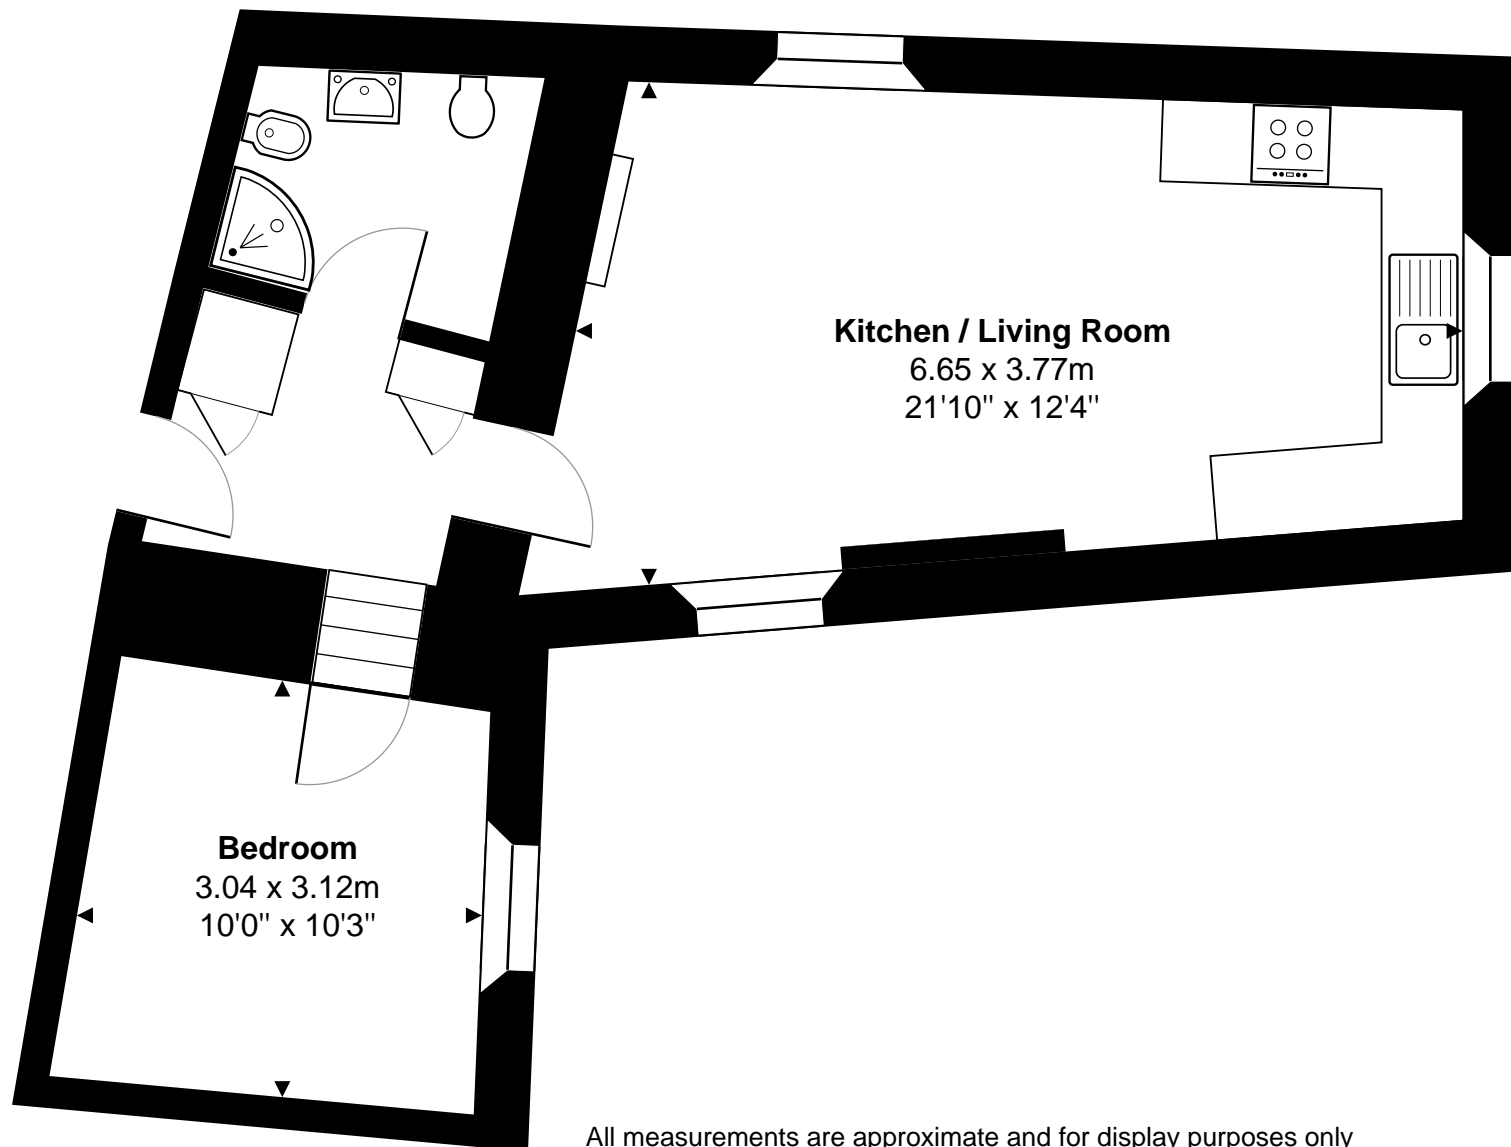 Kitchen / Living Room
6.65 x 3.77m
21'10" x 12'4"
Bedroom
3.04 x 3.12m
10'0" x 10'3"
All measurements are approximate and for display purposes only